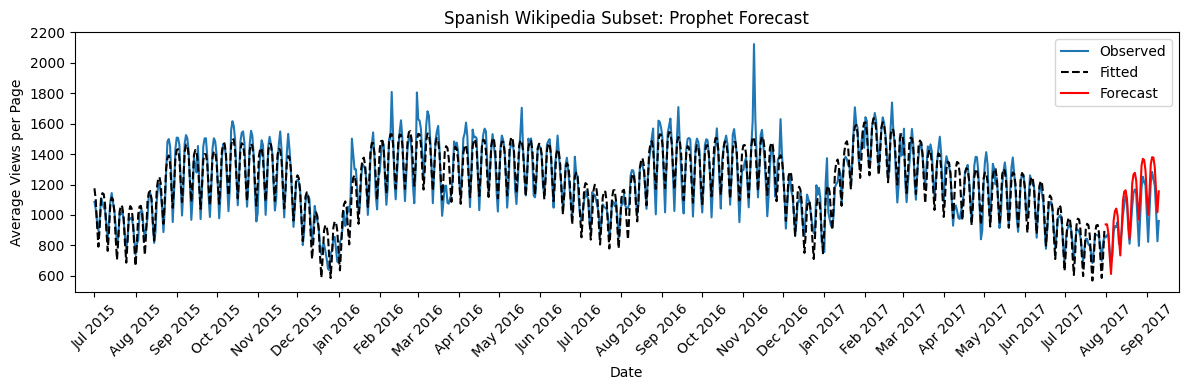 Spanish Wikipedia Subset: Prophet Forecast
Average Views per Page
2200
2000
1800
1600
1400
1200
1000
800
600
Observed
Fitted
Forecast
Jul 2015
Aug 2015
Sep 2015
Oct 2015
Nov 2015
Dec 2015
Jan 2016
Feb 2016
Mar 2016
Apr 2016
May 2016
Jun 2016
Jul 2016
Aug 2016
Sep 2016
Oct 2016
Nov 2016
Dec 2016
Jan 2017
Feb 2017
Mar 2017
Apr 2017
May 2017
Jun 2017
Jul 2017
Aug 2017
Sep 2017
Date